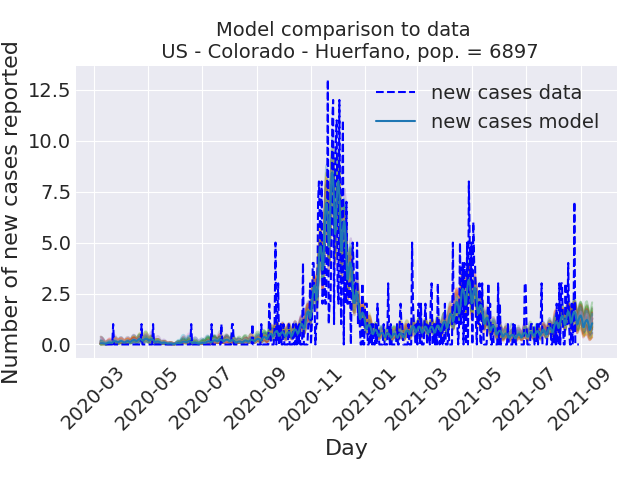 Model comparison to data
US - Colorado - Huerfano, pop. = 6897
Number of new cases reported
12.5
10.0
7.5
5.0
2.5
0.0
new cases data
new cases model
2020-03
2020-05
2020-07
2020-09
2020-11
2021-01
2021-03
2021-05
2021-07
2021-09
Day